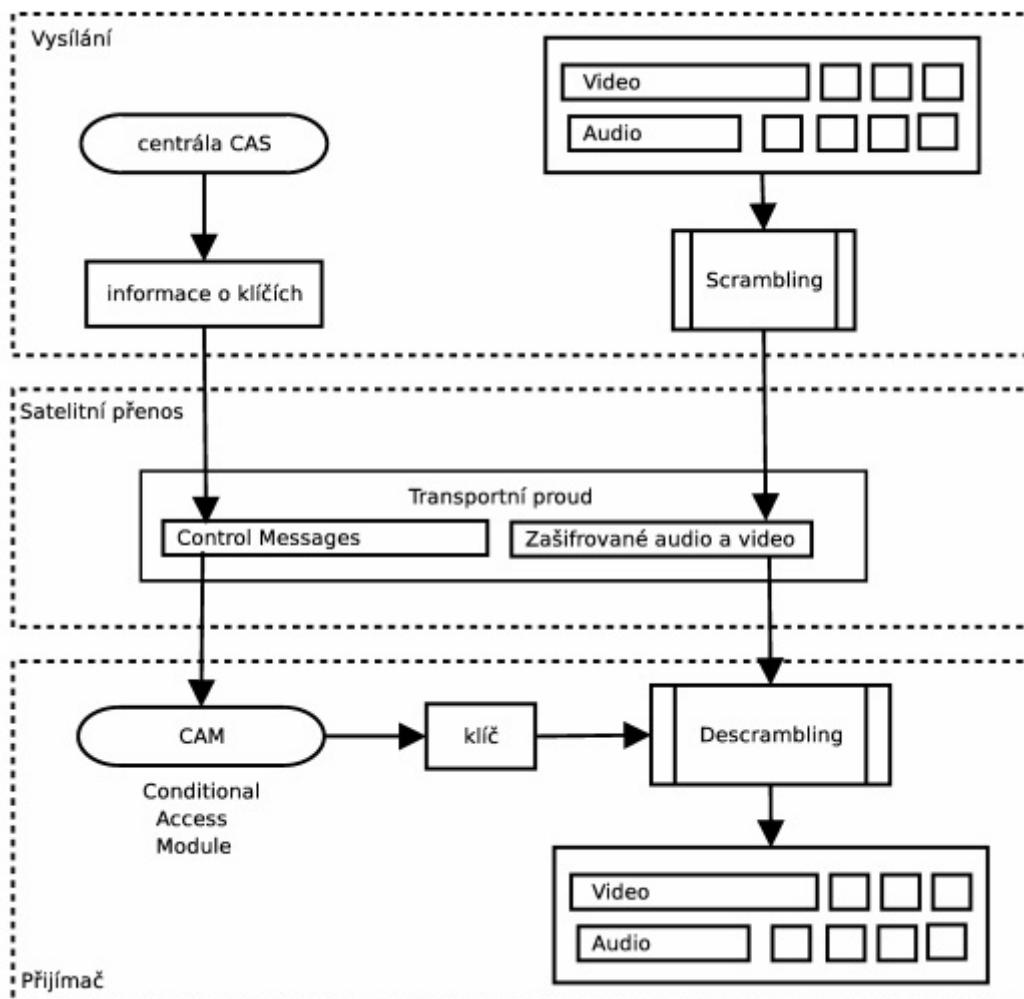 Vysílání
Video
Audio
centrála CAS
informace o klíčích
Scrambling
Satelitní přenos
Transportní proud
Control Messages
Zašifrované audio a video
CAM
klíč
Descrambling
Conditional
Access
Module
Video
Audio
Přijímač